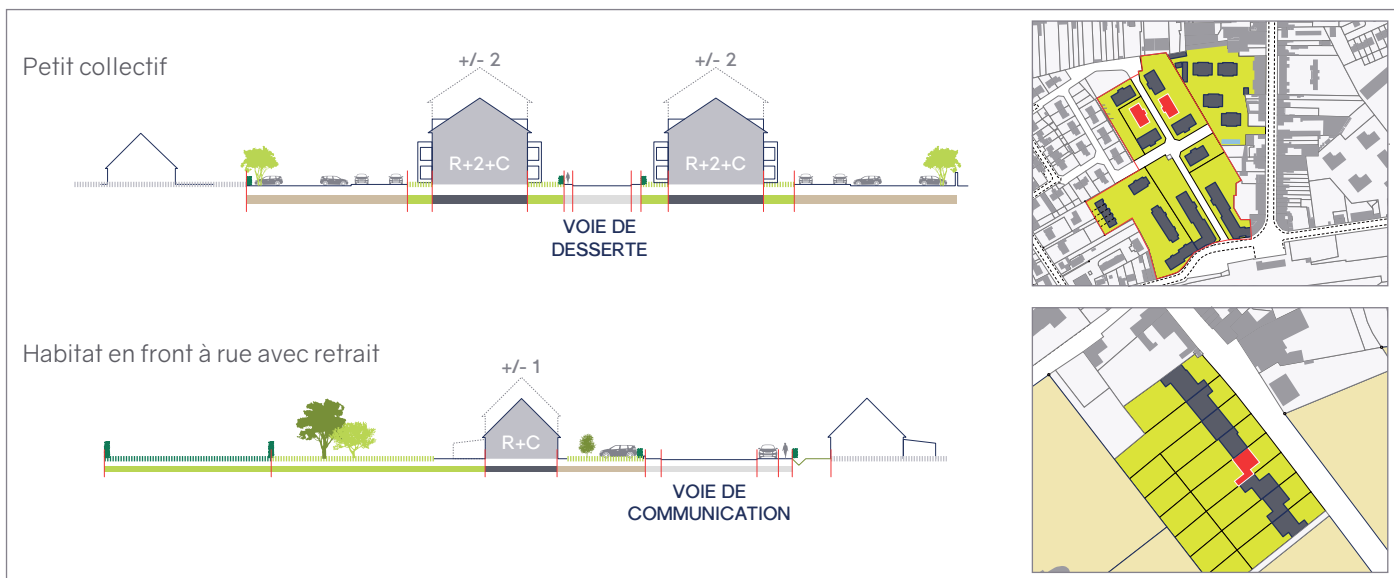 Petit collectif
+/- 2
+/- 2
R+2+C
R+2+C
VOIE DE
DESSERTE
Habitat en front à rue avec retrait
+/- 1
R+C
VOIE DE
COMMUNICATION